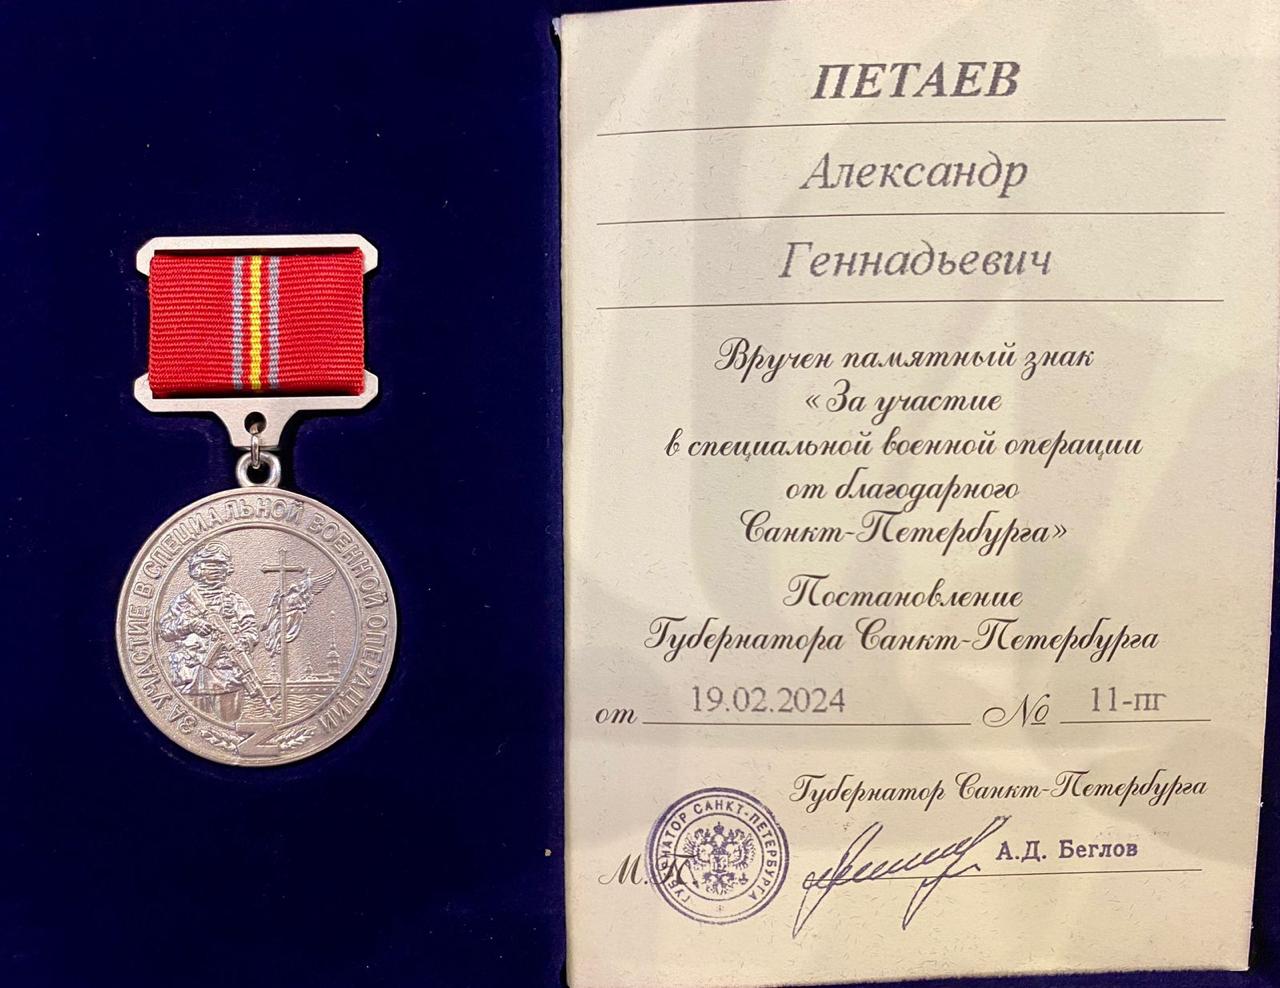 ЗА УЧАСТИЕ В СПЕЦИАЛЬНОЙ ВОЕННОЙ ОПЕРАЦИИ
Z
ПЕТАЕВ
Александр
Геннадьевич
Вручен памятный знак
«За участие
в специальной военной операции
от благодарного
Санкт-Петербурга»
Постановление
Губернатора Санкт-Петербурга
от 19.02.2024 № 11-пг
Губернатор Санкт-Петербурга
М.П.
ГУБЕРНАТОР САНКТ-ПЕТЕРБУРГА
А.Д. Беглов